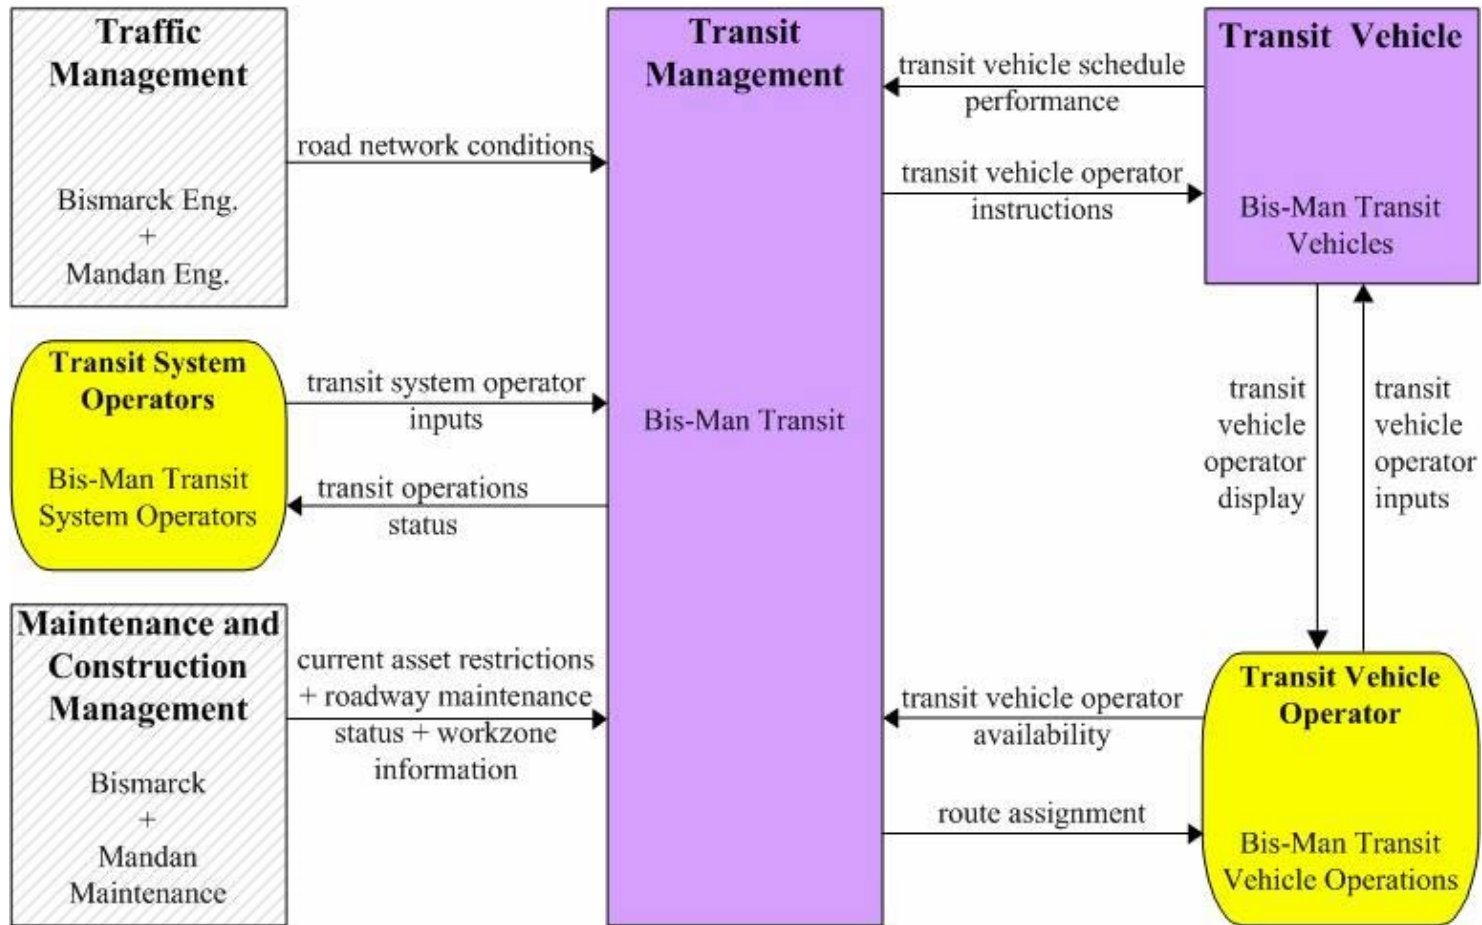 Traffic
Management
Bismarck Eng.
+
Mandan Eng.
road network conditions
Transit
Management
Bis-Man Transit
transit vehicle schedule
performance
transit vehicle operator
instructions
Transit Vehicle
Bis-Man Transit
Vehicles
Transit System
Operators
Bis-Man Transit
System Operators
transit system operator
inputs
transit operations
status
transit
vehicle
operator
display
transit
vehicle
operator
inputs
Maintenance and
Construction
Management
Bismarck
+
Mandan
Maintenance
current asset restrictions
+ roadway maintenance
status + workzone
information
transit vehicle operator
availability
route assignment
Transit Vehicle
Operator
Bis-Man Transit
Vehicle Operations